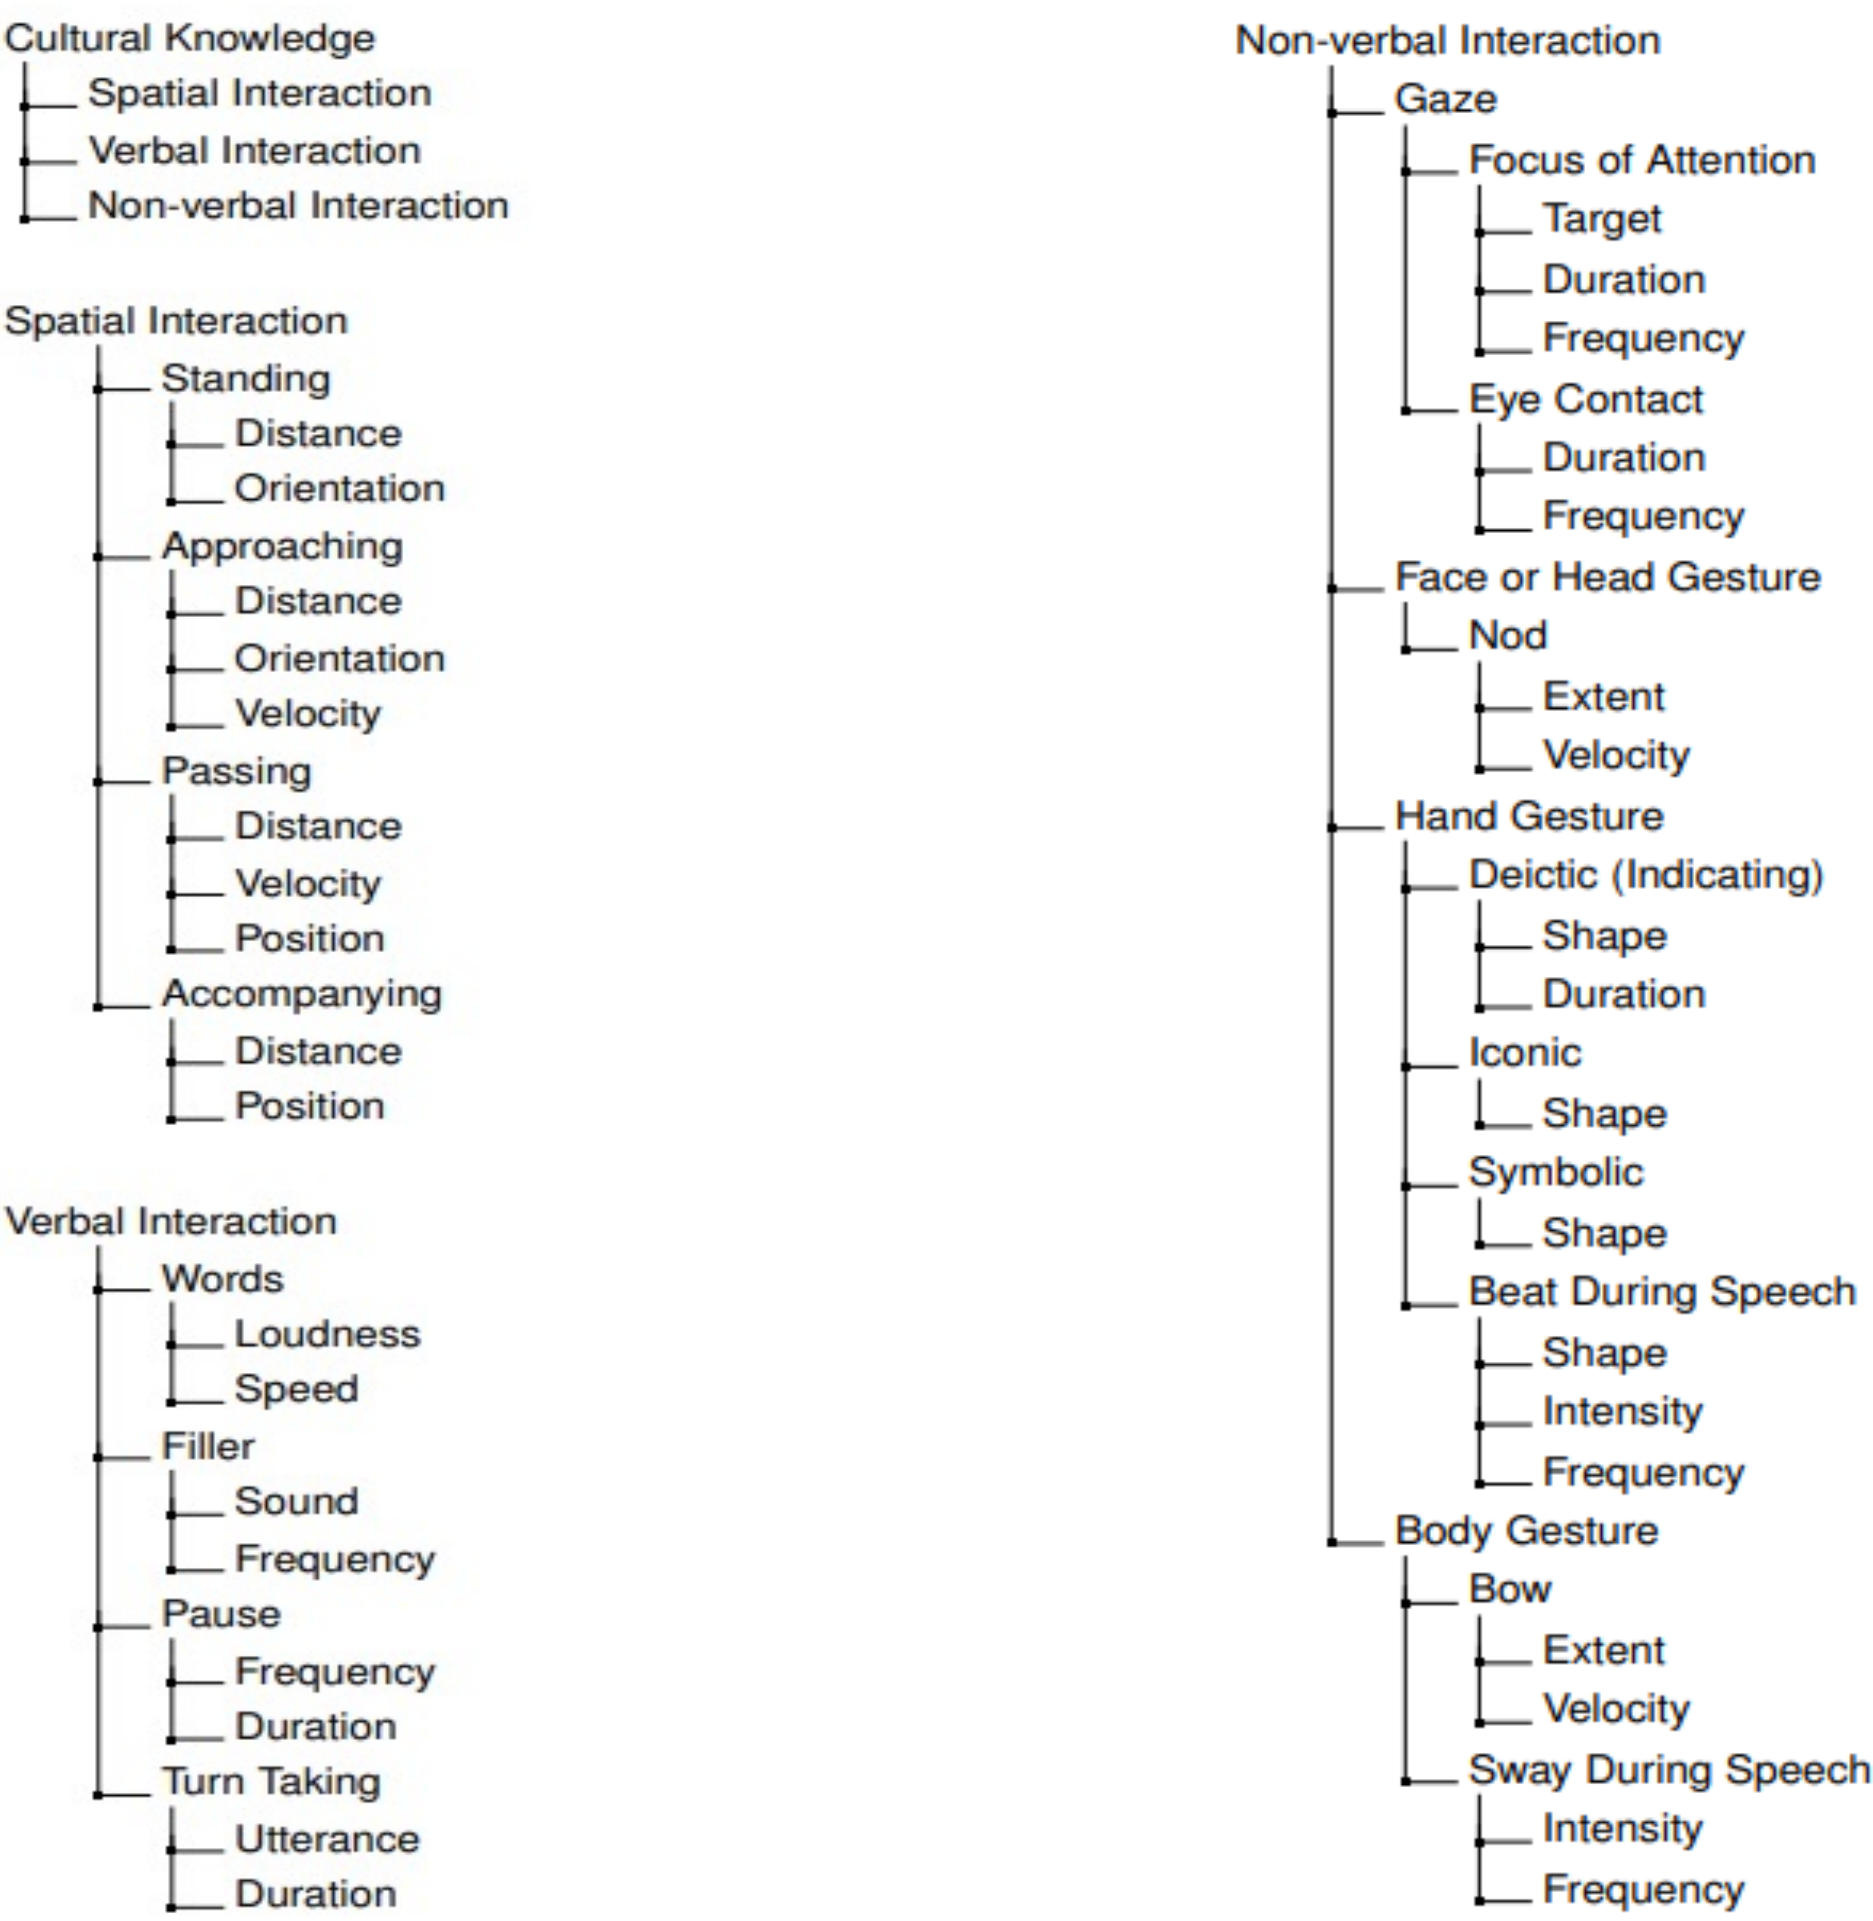 Cultural Knowledge
Spatial Interaction
Verbal Interaction
Non-verbal Interaction
Spatial Interaction
Standing
Distance
Orientation
Approaching
Distance
Orientation
Velocity
Passing
Distance
Velocity
Position
Accompanying
Distance
Position
Verbal Interaction
Words
Loudness
Speed
Filler
Sound
Frequency
Pause
Frequency
Duration
Turn Taking
Utterance
Duration
Non-verbal Interaction
Gaze
Focus of Attention
Target
Duration
Frequency
Eye Contact
Duration
Frequency
Face or Head Gesture
Nod
Extent
Velocity
Hand Gesture
Deictic (Indicating)
Shape
Duration
Iconic
Shape
Symbolic
Shape
Beat During Speech
Shape
Intensity
Frequency
Body Gesture
Bow
Extent
Velocity
Sway During Speech
Intensity
Frequency